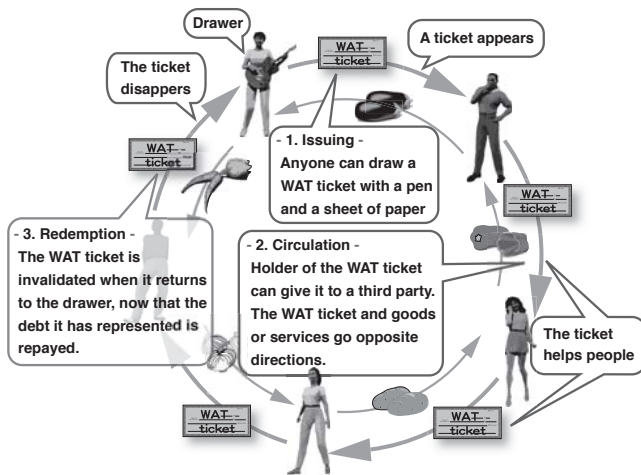 Drawer
WAT
ticket
A ticket appears
The ticket
disappers
WAT
ticket
- 1. Issuing -
Anyone can draw a
WAT ticket with a pen
and a sheet of paper
WAT
ticket
- 3. Redemption -
The WAT ticket is
invalidated when it returns
to the drawer, now that the
debt it has represented is
repayed.
- 2. Circulation -
Holder of the WAT ticket
can give it to a third party.
The WAT ticket and goods
or services go opposite
directions.
The ticket
helps people
WAT
ticket
WAT
ticket